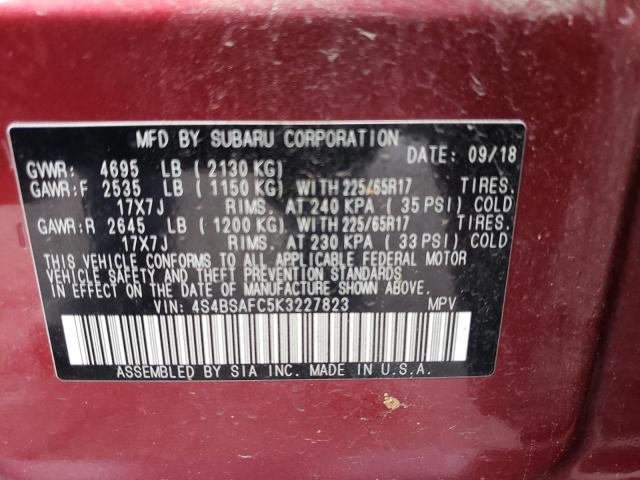 MFD BY SUBARU CORPORATION
DATE: 09/18
GVWR: 4695 LB ( 2130 KG)
GAWR:F 2535 LB ( 1150 KG) WITH 225/65R17 TIRES.
17X7J RIMS. AT 240 KPA ( 35 PSI) COLD
GAWR:R 2645 LB ( 1200 KG) WITH 225/65R17 TIRES.
17X7J RIMS. AT 230 KPA ( 33 PSI) COLD
THIS VEHICLE CONFORMS TO ALL APPLICABLE FEDERAL MOTOR
VEHICLE SAFETY AND THEFT PREVENTION STANDARDS
IN EFFECT ON THE DATE OF MANUFACTURE SHOWN ABOVE.
VIN: 4S4BSAFC5K3227823 MPV
ASSEMBLED BY SIA INC. MADE IN U.S.A.